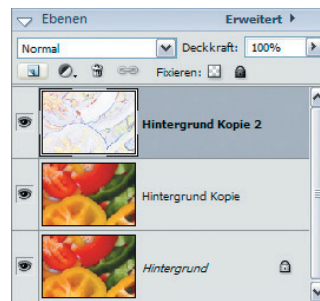 Ebenen Erweitert
Normal Deckkraft: 100%
Fixieren:
Hintergrund Kopie 2
Hintergrund Kopie
Hintergrund